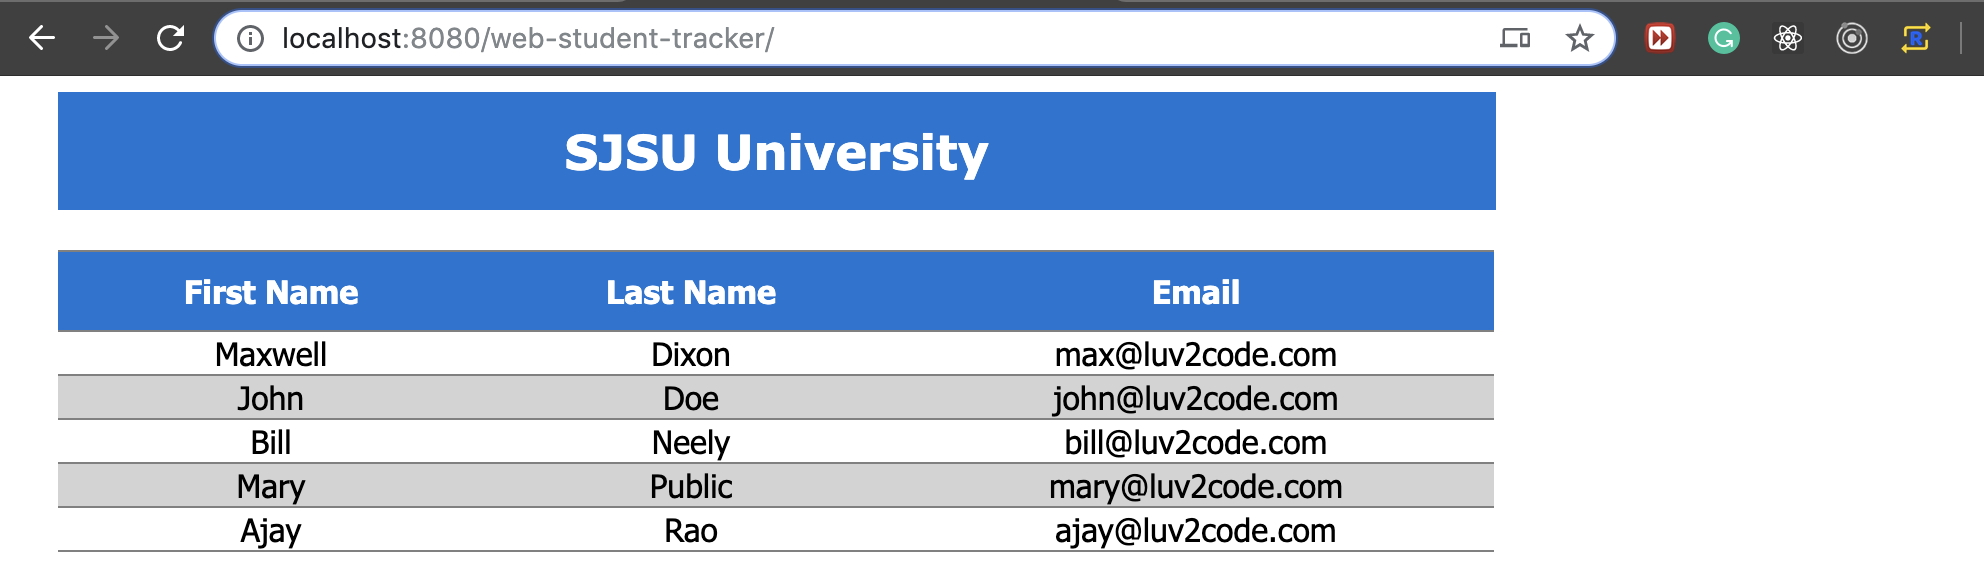 localhost:8080/web-student-tracker/
SJSU University
First Name Last Name Email
Maxwell Dixon max@luv2code.com
John Doe john@luv2code.com
Bill Neely bill@luv2code.com
Mary Public mary@luv2code.com
Ajay Rao ajay@luv2code.com